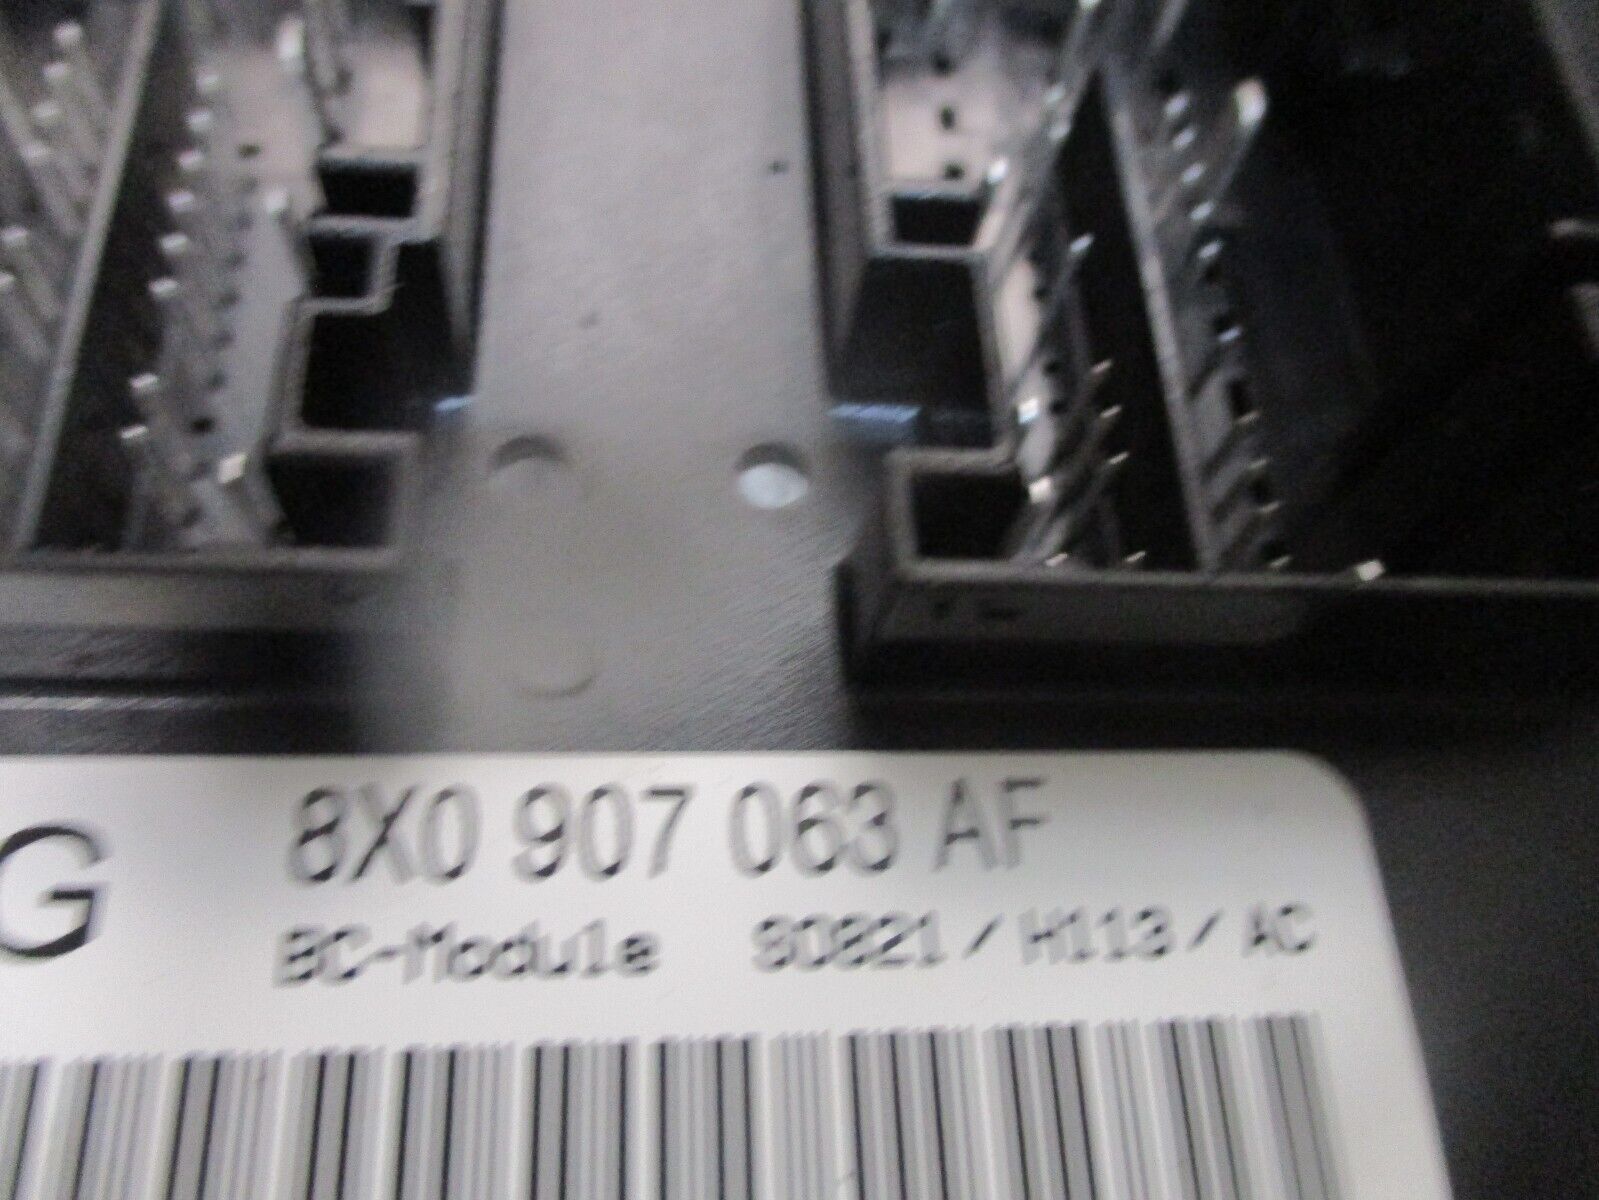 G 8X0 907 063 AF
BC-Module 90821 / H113 / AC